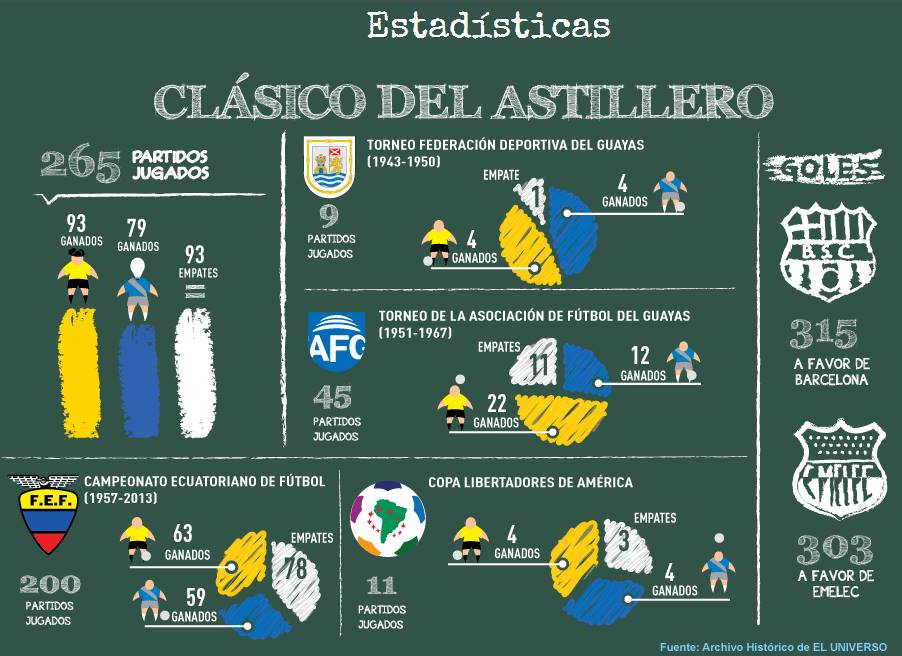 Estadísticas
CLÁSICO DEL ASTILLERO
265 PARTIDOS
JUGADOS
93
GANADOS
79
GANADOS
93
EMPATES
TORNEO FEDERACIÓN DEPORTIVA DEL GUAYAS
(1943-1950)
9
PARTIDOS
JUGADOS
EMPATE
1
4
GANADOS
4
GANADOS
TORNEO DE LA ASOCIACIÓN DE FÚTBOL DEL GUAYAS
(1951-1967)
AFG
45
PARTIDOS
JUGADOS
EMPATES
11
12
GANADOS
22
GANADOS
CAMPEONATO ECUATORIANO DE FÚTBOL
(1957-2013)
F.E.F.
200
PARTIDOS
JUGADOS
63
GANADOS
59
GANADOS
EMPATES
78
COPA LIBERTADORES DE AMÉRICA
11
PARTIDOS
JUGADOS
4
GANADOS
EMPATES
3
4
GANADOS
GOLES
B.S.C
315
A FAVOR DE
BARCELONA
EMELEC
303
A FAVOR DE
EMELEC
Fuente: Archivo Histórico de EL UNIVERSO